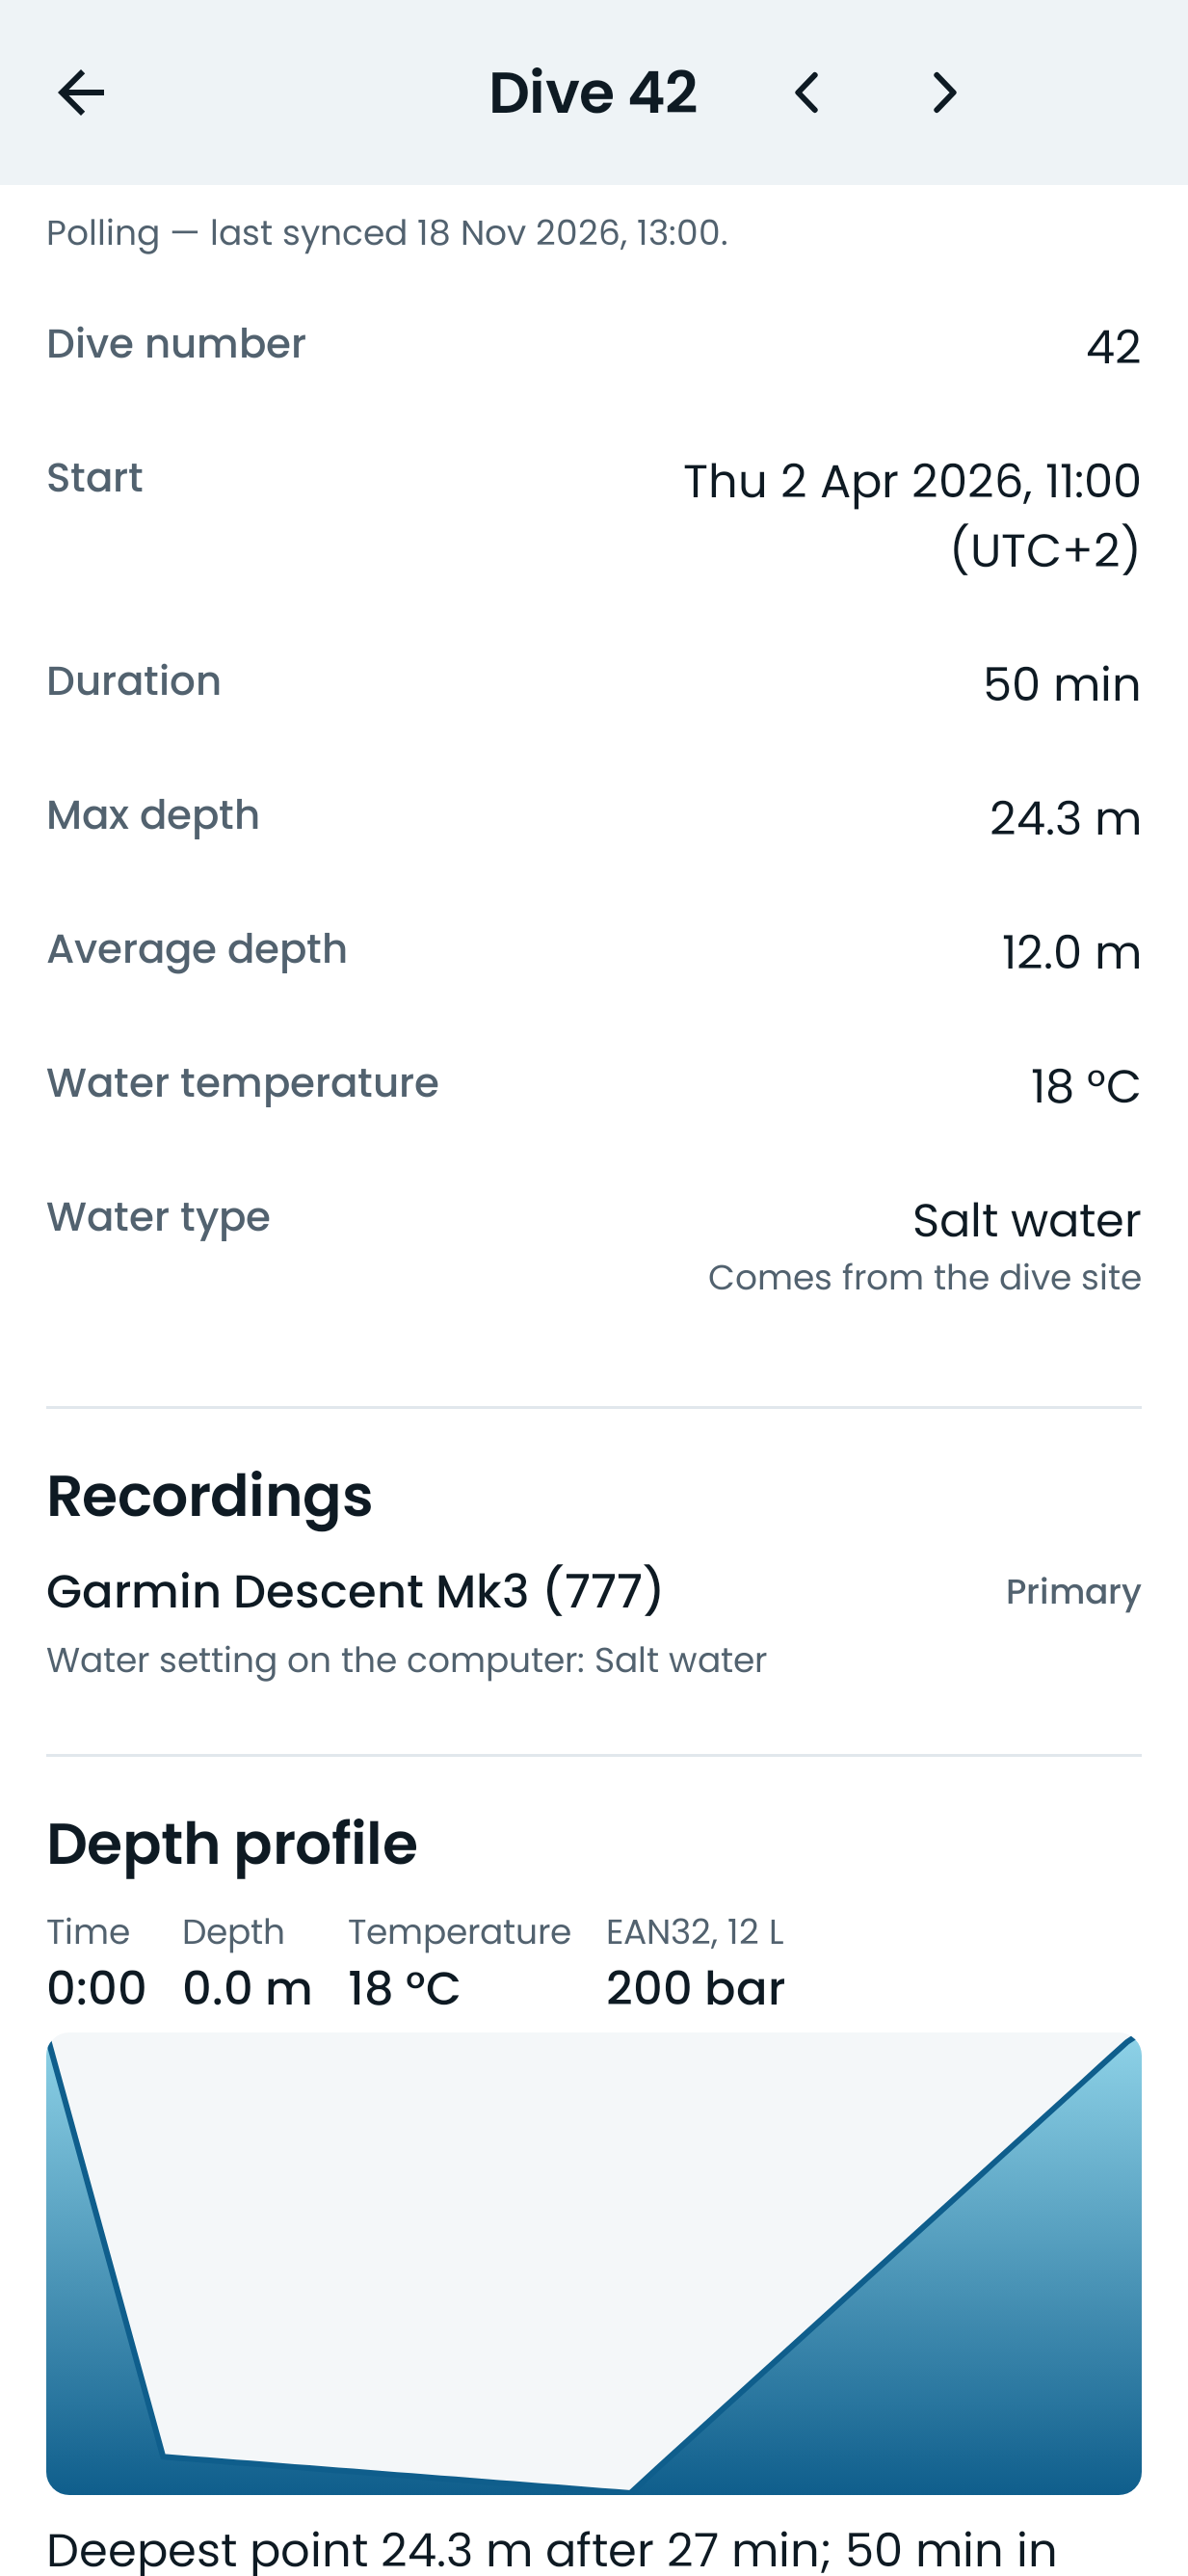 Dive 42
Polling — last synced 18 Nov 2026, 13:00.
Dive number
42
Start
Thu 2 Apr 2026, 11:00
(UTC+2)
Duration
50 min
Max depth
24.3 m
Average depth
12.0 m
Water temperature
18 °C
Water type
Salt water
Comes from the dive site
Recordings
Garmin Descent Mk3 (777)
Primary
Water setting on the computer: Salt water
Depth profile
Time
0:00
Depth
0.0 m
Temperature
18 °C
EAN32, 12 L
200 bar
Deepest point 24.3 m after 27 min; 50 min in